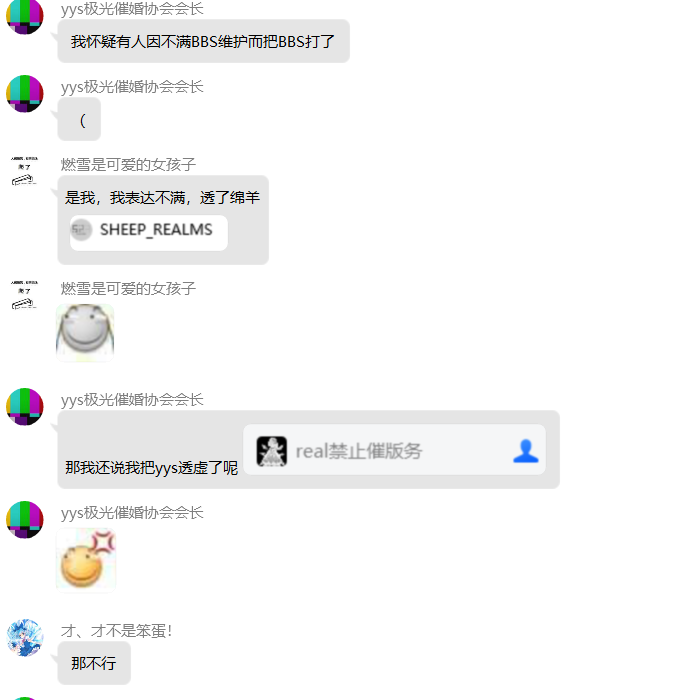 yys极光催婚协会会长
我怀疑有人因不满BBS维护而把BBS打了
yys极光催婚协会会长
（
燃雪是可爱的女孩子
是我，我表达不满，透了绵羊
SHEEP_REALMS
燃雪是可爱的女孩子
yys极光催婚协会会长
那我还说我把yys透虚了呢 real禁止催版务
yys极光催婚协会会长
才、才不是笨蛋！
那不行